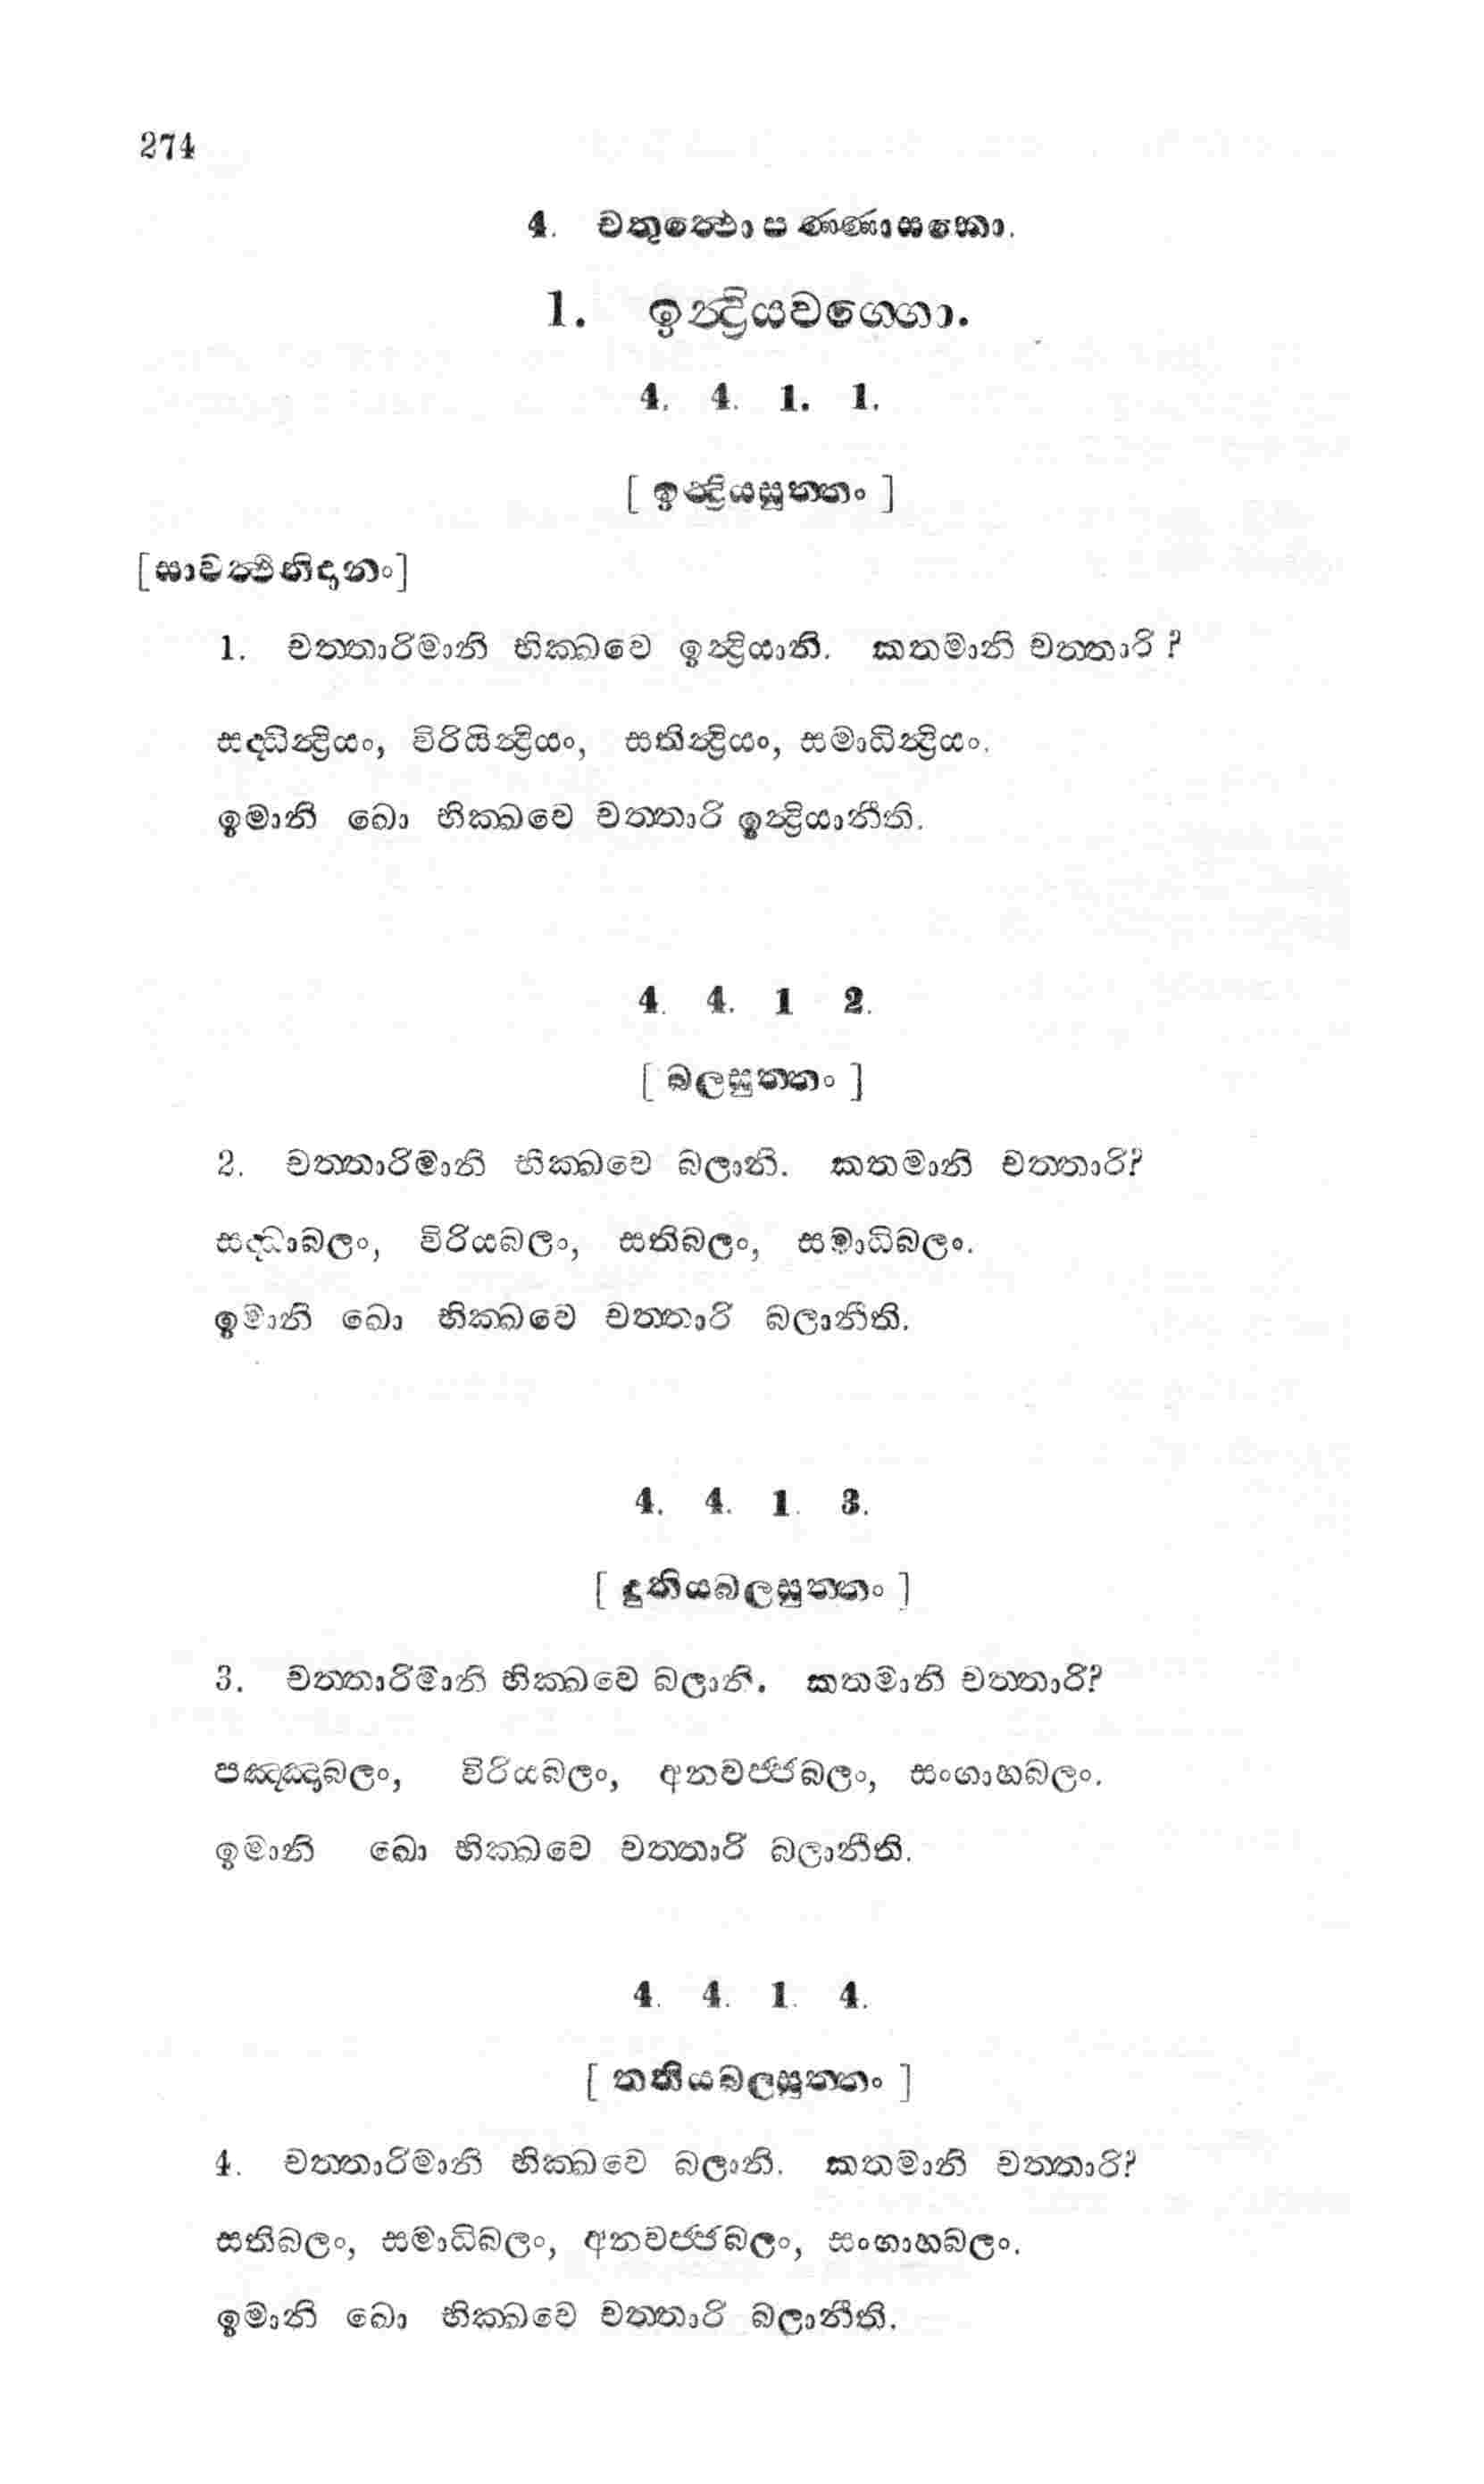 274
4. චතුත්‍ථො පණ්ණාසකො.
1. ඉන්‍ද්‍රියවග්ගො.
4. 4. 1. 1.
[ ඉන්‍ද්‍රියසුත්තං ]
[සාවත්‍ථිනිදානං]
1. චත්තාරිමානි භික්ඛවෙ ඉන්‍ද්‍රියානි. කතමානි චත්තාරි ?
සද්ධින්‍ද්‍රියං, විරියින්‍ද්‍රියං, සතින්‍ද්‍රියං, සමාධින්‍ද්‍රියං.
ඉමානි ඛො භික්ඛවෙ චත්තාරි ඉන්‍ද්‍රියානීති.
4. 4. 1 2.
[ බලසුත්තං ]
2. චත්තාරිමානි භික්ඛවෙ බලානි. කතමානි චත්තාරි?
සද්ධාබලං, විරියබලං, සතිබලං, සමාධිබලං.
ඉමානි ඛො භික්ඛවෙ චත්තාරි බලානීති.
4. 4. 1. 3.
[ දුතියබලසුත්තං ]
3. චත්තාරිමානි භික්ඛවෙ බලානි. කතමානි චත්තාරි?
පඤ්ඤාබලං, විරියබලං, අනවජ්ජබලං, සංගාහබලං.
ඉමානි ඛො භික්ඛවෙ චත්තාරි බලානීති.
4. 4. 1. 4.
[ තතියබලසුත්තං ]
4. චත්තාරිමානි භික්ඛවෙ බලානි. කතමානි චත්තාරි?
සතිබලං, සමාධිබලං, අනවජ්ජබලං, සංගාහබලං.
ඉමානි ඛො භික්ඛවෙ චත්තාරි බලානීති.